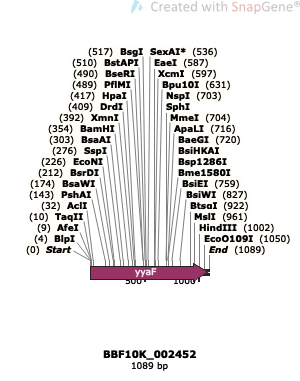 Created with SnapGene®
(517) BsgI SexAI* (536)
(510) BstAPI EaeI (587)
(490) BseRI XcmI (597)
(489) PflMI Bpu10I (631)
(417) HpaI NspI (703)
(409) DrdI SphI
(392) XmnI MmeI (704)
(354) BamHI ApaLI (716)
(303) BsaAI BaeGI (720)
(276) SspI BsiHKAI
(226) EcoNI Bsp1286I
(212) BsrDI Bme1580I
(174) BsaWI BsiEI (759)
(143) PshAI BsiWI (827)
(32) AclI BtsαI (922)
(10) TaqII MslI (961)
(9) AfeI HindIII (1002)
(4) BlpI EcoO109I (1050)
(0) Start End (1089)
yyaF
500 1000
BBF10K_002452
1089 bp